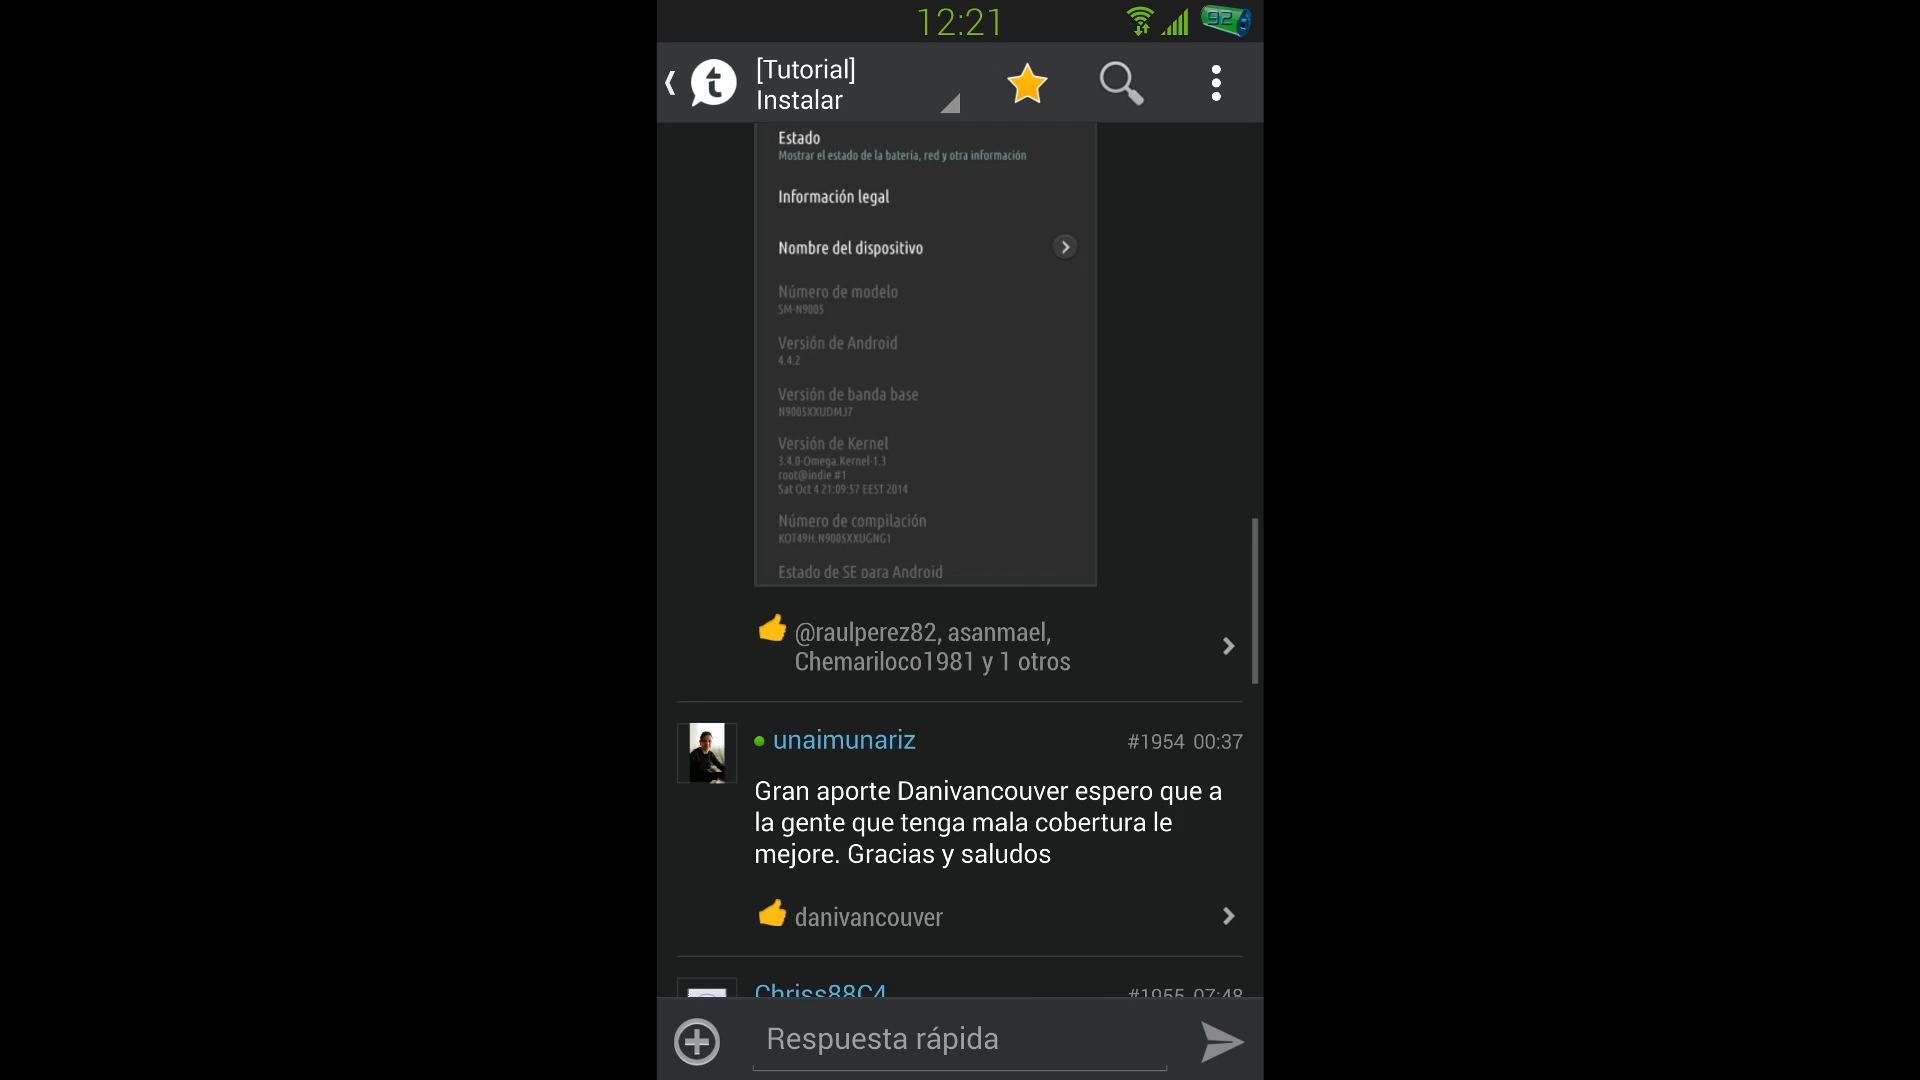 12:21
92
[Tutorial]
Instalar
Estado
Mostrar el estado de la batería, red y otra información
Información legal
Nombre del dispositivo
Número de modelo
SM-N9005
Versión de Android
4.4.2
Versión de banda base
N9005XXUDMJ7
Versión de Kernel
3.4.0-Omega.Kernel-1.3
root@indie #1
Sat Oct 4 21:09:57 EEST 2014
Número de compilación
KOT49H.N9005XXUGNG1
Estado de SE para Android
@raulperez82, asanmael,
Chemariloco1981 y 1 otros
unaimunariz #1954 00:37
Gran aporte Danivancouver espero que a
la gente que tenga mala cobertura le
mejore. Gracias y saludos
danivancouver
Chriss88C4 #1955 07:48
Respuesta rápida